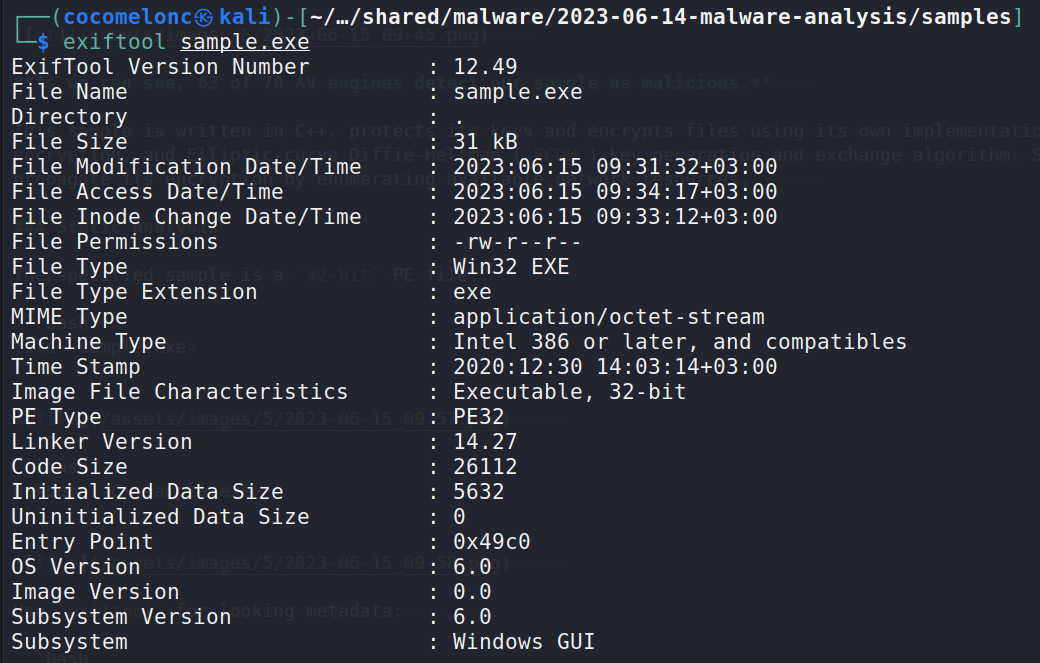 ┌──(cocomelonc㉿kali)-[~/…/shared/malware/2023-06-14-malware-analysis/samples]
└─$ exiftool sample.exe
ExifTool Version Number : 12.49
File Name : sample.exe
Directory : .
File Size : 31 kB
File Modification Date/Time : 2023:06:15 09:31:32+03:00
File Access Date/Time : 2023:06:15 09:34:17+03:00
File Inode Change Date/Time : 2023:06:15 09:33:12+03:00
File Permissions : -rw-r--r--
File Type : Win32 EXE
File Type Extension : exe
MIME Type : application/octet-stream
Machine Type : Intel 386 or later, and compatibles
Time Stamp : 2020:12:30 14:03:14+03:00
Image File Characteristics : Executable, 32-bit
PE Type : PE32
Linker Version : 14.27
Code Size : 26112
Initialized Data Size : 5632
Uninitialized Data Size : 0
Entry Point : 0x49c0
OS Version : 6.0
Image Version : 0.0
Subsystem Version : 6.0
Subsystem : Windows GUI